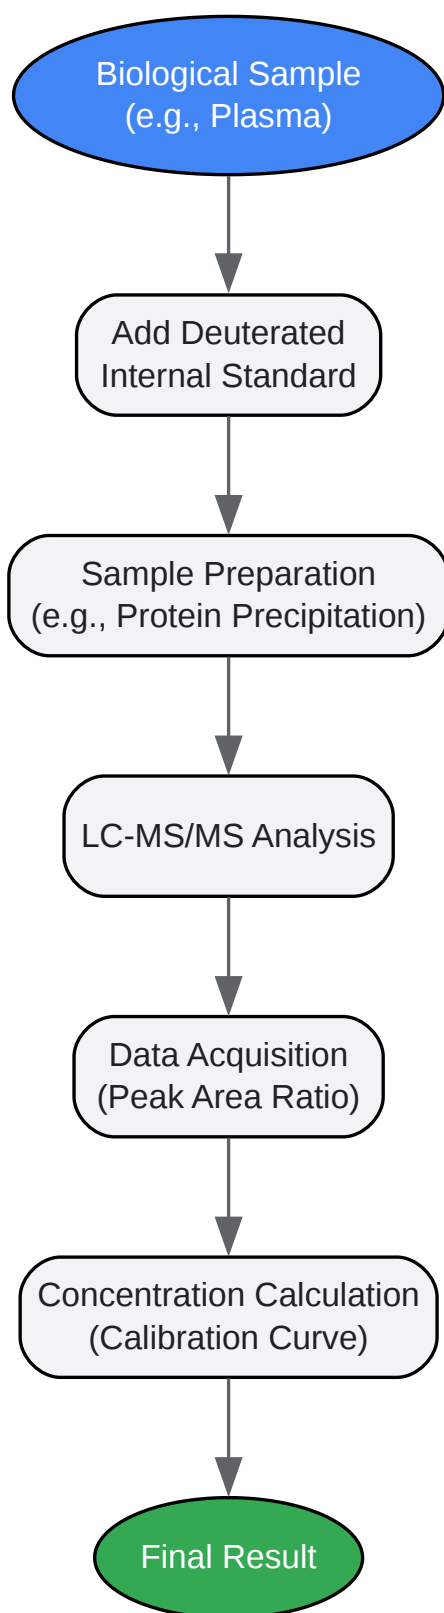 Biological Sample
(e.g., Plasma)
Add Deuterated
Internal Standard
Sample Preparation
(e.g., Protein Precipitation)
LC-MS/MS Analysis
Data Acquisition
(Peak Area Ratio)
Concentration Calculation
(Calibration Curve)
Final Result